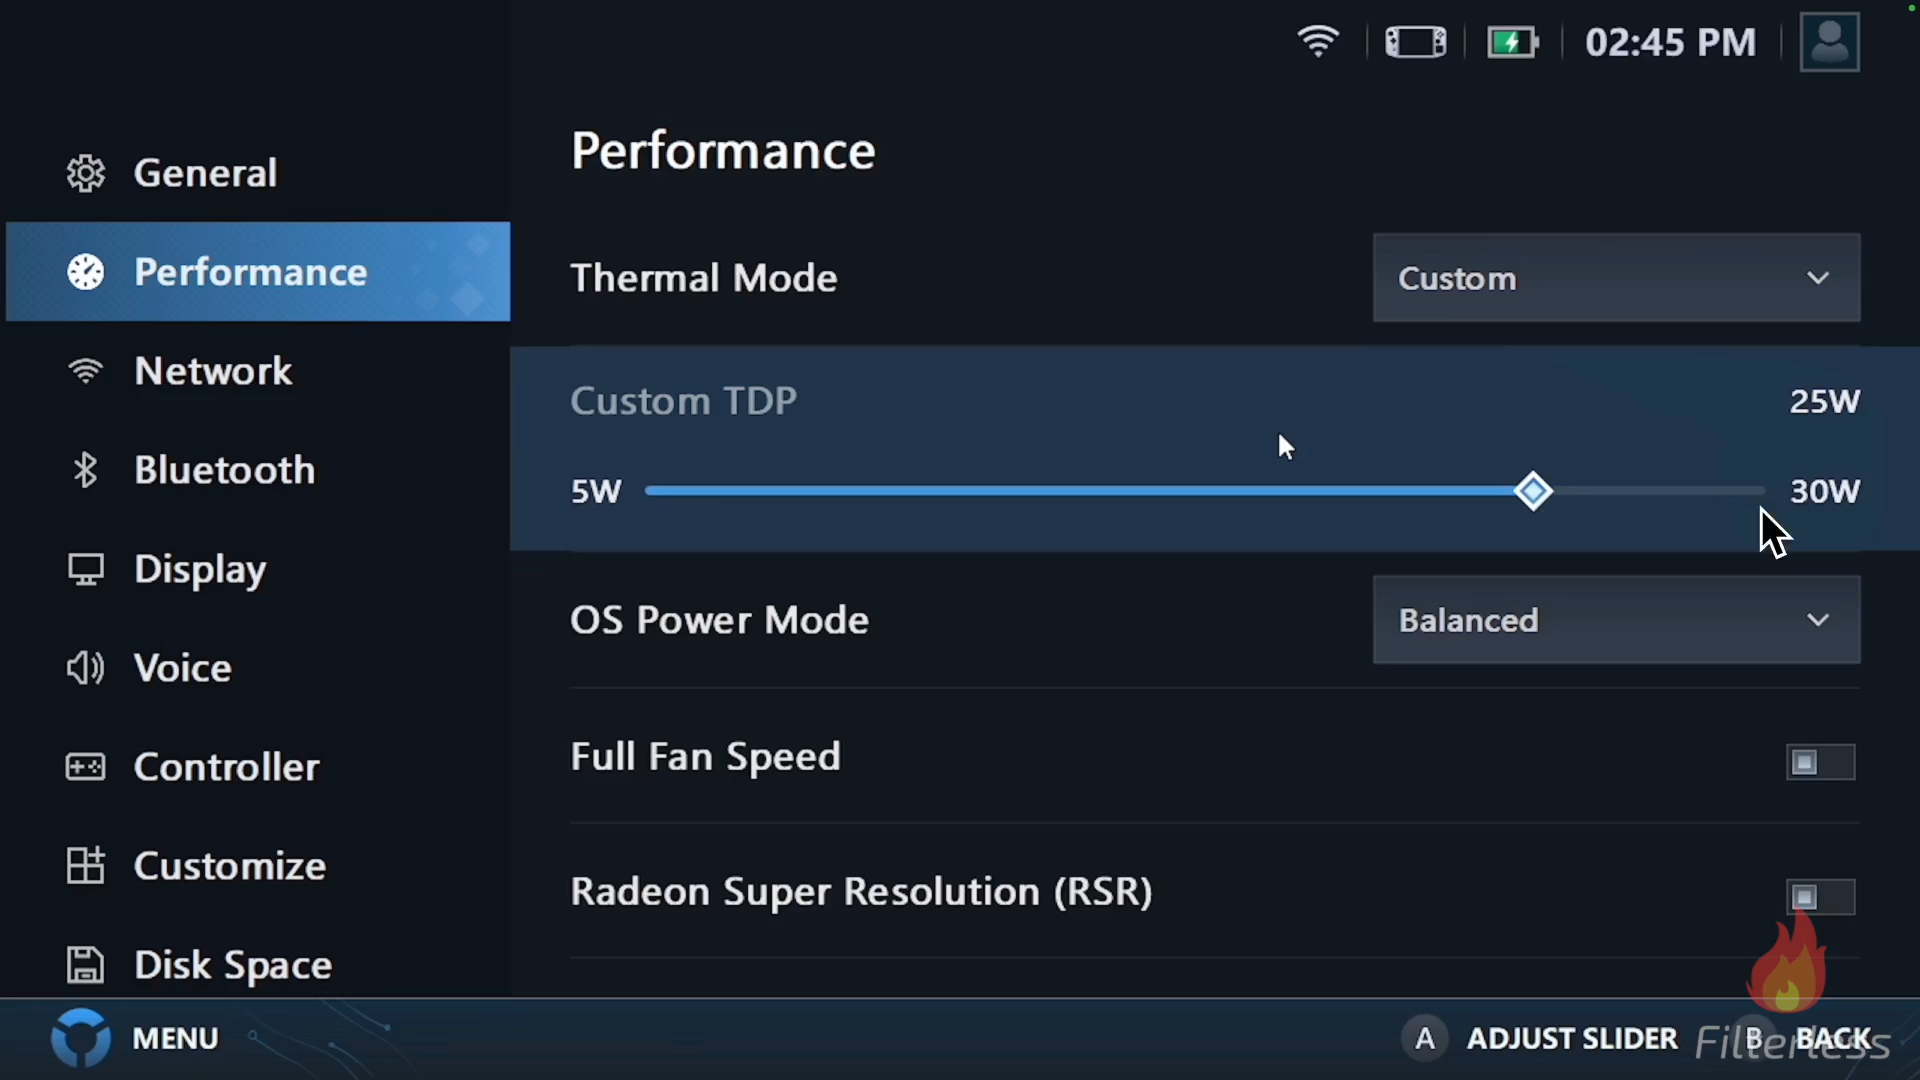 02:45 PM
General
Performance
Network
Bluetooth
Display
Voice
Controller
Customize
Disk Space
Performance
Thermal Mode
Custom
Custom TDP
25W
5W
30W
OS Power Mode
Balanced
Full Fan Speed
Radeon Super Resolution (RSR)
MENU
A ADJUST SLIDER
B BACK
Filterless